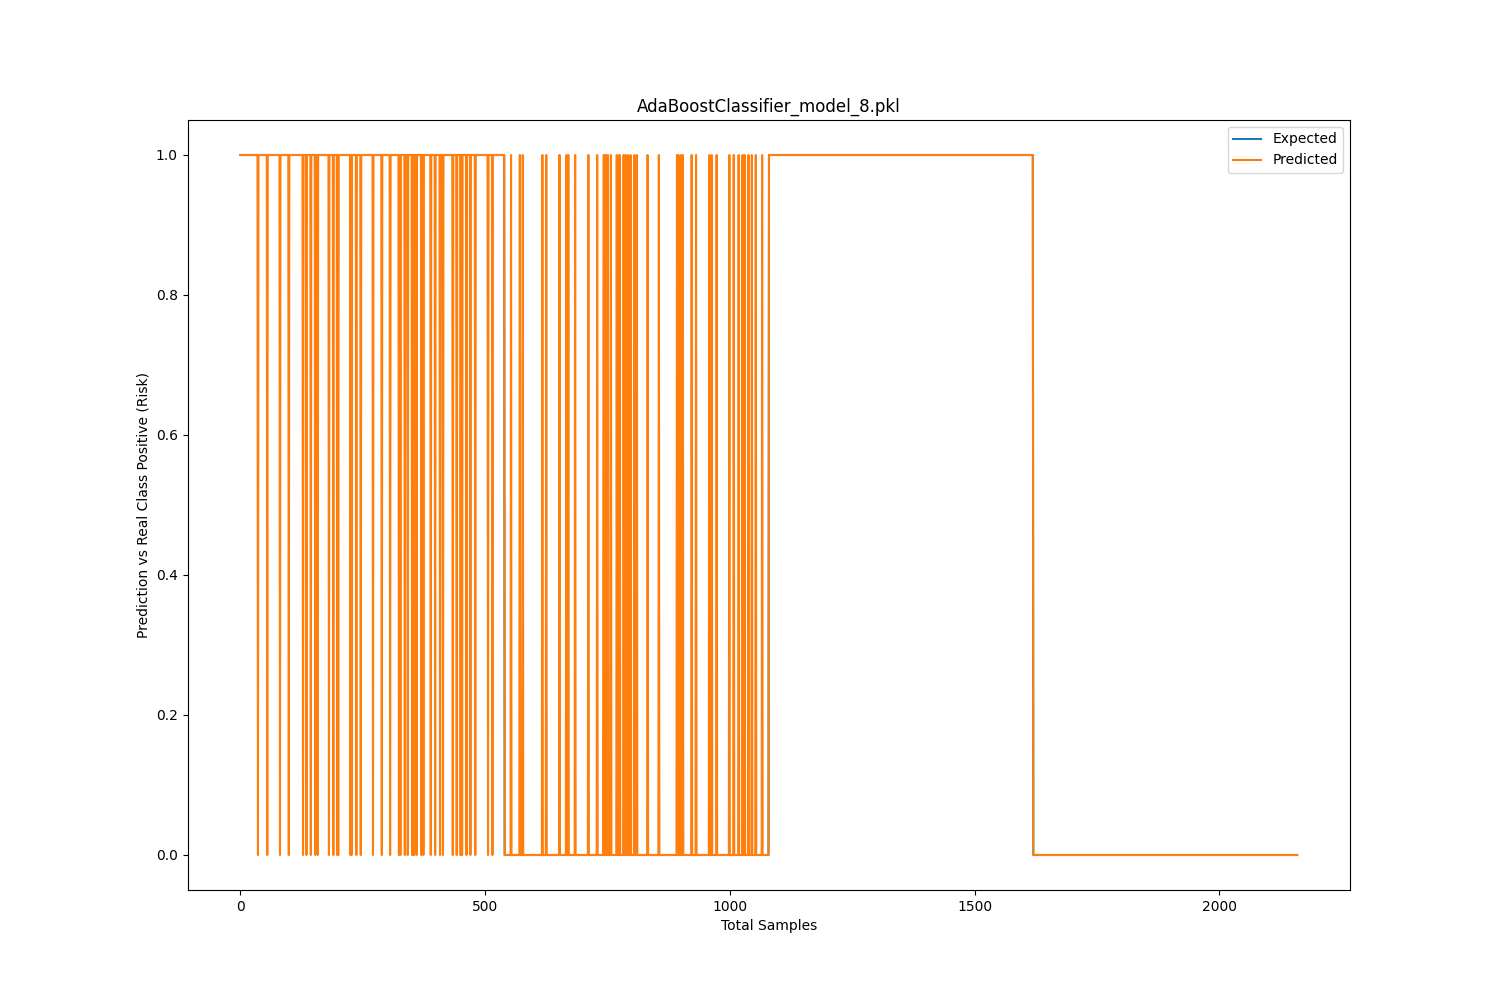 AdaBoostClassifier_model_8.pkl
Expected
Predicted
1.0
0.8
0.6
0.4
0.2
0.0
Prediction vs Real Class Positive (Risk)
0
500
1000
1500
2000
Total Samples